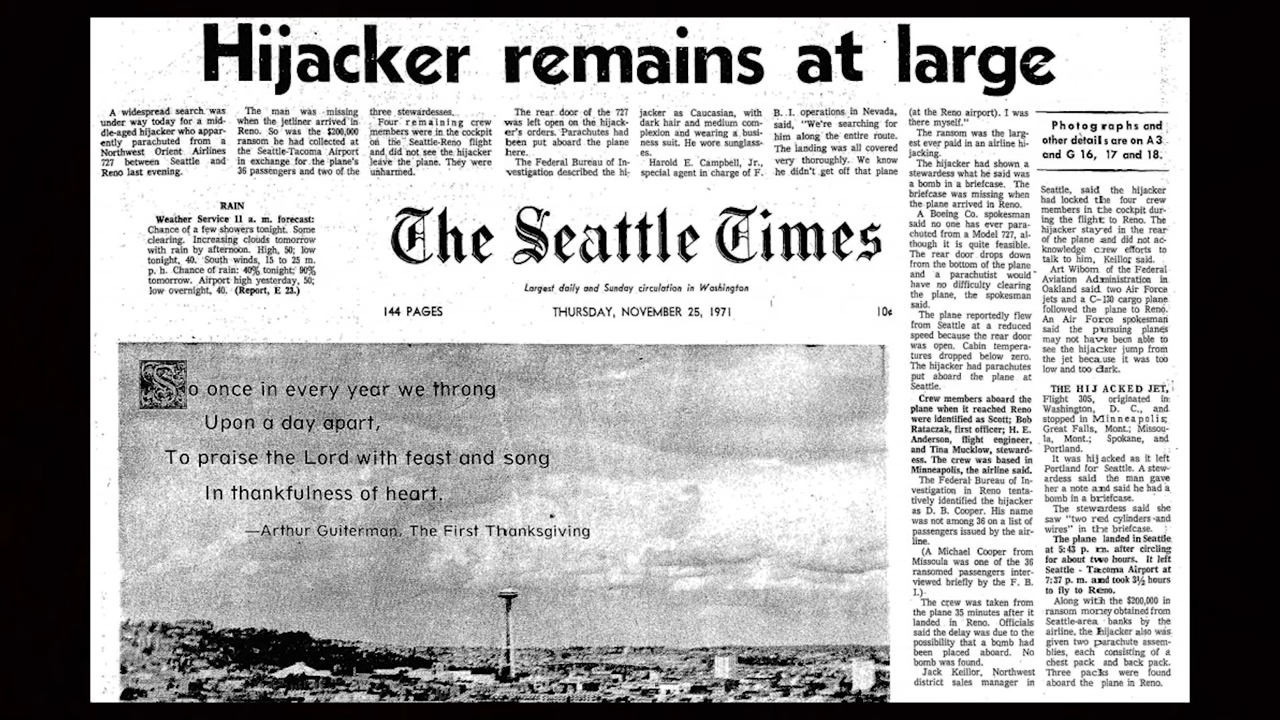 Hijacker remains at large
A widespread search was
under way today for a mid-
dle-aged hijacker who appar-
ently parachuted from a
Northwest Orient Airlines
727 between Seattle and
Reno last evening.
The man was missing
when the jetliner arrived in
Reno. So was the $200,000
ransom he had collected at
the Seattle-Tacoma Airport
in exchange for the plane's
36 passengers and two of the
three stewardesses.
Four remaining crew
members were in the cockpit
on the Seattle-Reno flight
and did not see the hijacker
leave the plane. They were
unharmed.
The rear door of the 727
was left open on the hijack-
er's orders. Parachutes had
been put aboard the plane
here.
The Federal Bureau of In-
vestigation described the hi-
jacker as Caucasian, with
dark hair and medium com-
plexion and wearing a busi-
ness suit. He wore sunglass-
es.
Harold E. Campbell, Jr.,
special agent in charge of F.
B. I. operations in Nevada,
said, "We're searching for
him along the entire route.
The landing was all covered
very thoroughly. We know
he didn't get off that plane
(at the Reno airport). I was
there myself."
The ransom was the larg-
est ever paid in an airline hi-
jacking.
The hijacker had shown a
stewardess what he said was
a bomb in a briefcase. The
briefcase was missing when
the plane arrived in Reno.
A Boeing Co. spokesman
said no one has ever para-
chuted from a Model 727, al-
though it is quite feasible.
The rear door drops down
from the bottom of the plane
and a parachutist would
have no difficulty clearing
the plane, the spokesman
said.
The plane reportedly flew
from Seattle at a reduced
speed because the rear door
was open. Cabin tempera-
tures dropped below zero.
The hijacker had parachutes
put aboard the plane at
Seattle.
Crew members aboard the
plane when it reached Reno
were identified as Scott; Bob
Rataczak, first officer; H. E.
Anderson, flight engineer,
and Tina Mucklow, steward-
ess. The crew was based in
Minneapolis, the airline said.
The Federal Bureau of In-
vestigation in Reno tenta-
tively identified the hijacker
as D. B. Cooper. His name
was not among 36 on a list of
passengers issued by the air-
line.
(A Michael Cooper from
Missoula was one of the 36
ransomed passengers inter-
viewed briefly by the F. B.
I.)
The crew was taken from
the plane 35 minutes after it
landed in Reno. Officials
said the delay was due to the
possibility that a bomb had
been placed aboard. No
bomb was found.
Jack Keillor, Northwest
district sales manager in
Photographs and
other details are on A 3
and G 16, 17 and 18.
Seattle, said the hijacker
had locked the four crew
members in the cockpit dur-
ing the flight to Reno. The
hijacker stayed in the rear
of the plane and did not ac-
knowledge crew efforts to
talk to him, Keillor said.
Art Wibom of the Federal
Aviation Administration in
Oakland said two Air Force
jets and a C-130 cargo plane
followed the plane to Reno.
An Air Force spokesman
said the pursuing planes
may not have been able to
see the hijacker jump from
the jet because it was too
low and too dark.
THE HIJACKED JET,
Flight 305, originated in
Washington, D. C., and
stopped in Minneapolis;
Great Falls, Mont.; Missou-
la, Mont.; Spokane, and
Portland.
It was hijacked as it left
Portland for Seattle. A stew-
ardess said the man gave
her a note and said he had a
bomb in a briefcase.
The stewardess said she
saw "two red cylinders and
wires" in the briefcase.
The plane landed in Seattle
at 5:43 p. m. after circling
for about two hours. It left
Seattle - Tacoma Airport at
7:37 p. m. and took 3½ hours
to fly to Reno.
Along with the $200,000 in
ransom money obtained from
Seattle-area banks by the
airline, the hijacker also was
given two parachute assem-
blies, each consisting of a
chest pack and back pack.
Three packs were found
aboard the plane in Reno.
RAIN
Weather Service 11 a. m. forecast:
Chance of a few showers tonight. Some
clearing. Increasing clouds tomorrow
with rain by afternoon. High, 50; low
tonight, 40. South winds, 15 to 25 m.
p. h. Chance of rain: 40% tonight; 90%
tomorrow. Airport high yesterday, 50;
low overnight, 40. (Report, E 23.)
The Seattle Times
Largest daily and Sunday circulation in Washington
144 PAGES THURSDAY, NOVEMBER 25, 1971 10¢
So once in every year we throng
Upon a day apart,
To praise the Lord with feast and song
In thankfulness of heart.
—Arthur Guiterman, The First Thanksgiving